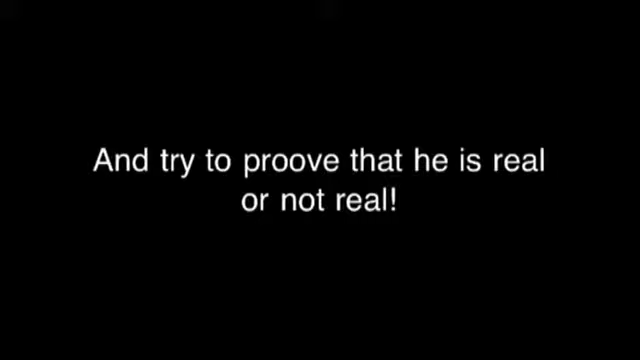 And try to proove that he is real
or not real!